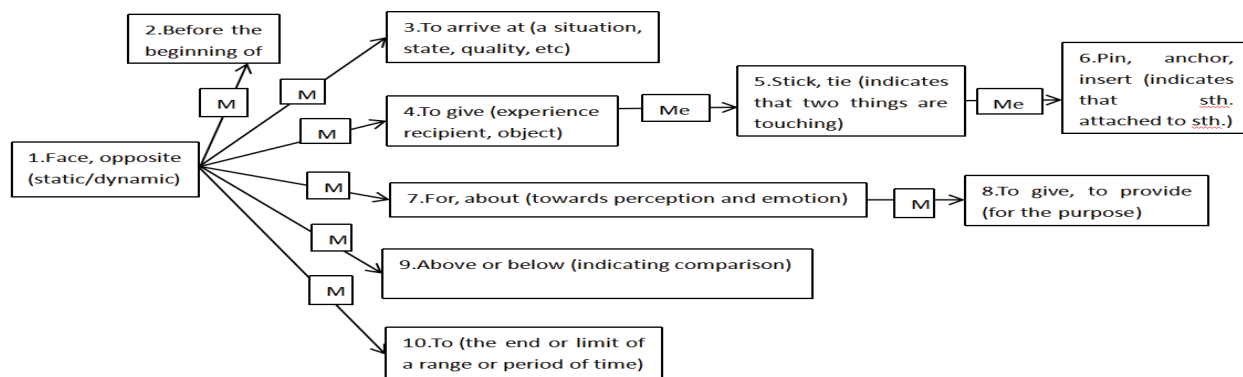 2.Before the
beginning of
3.To arrive at (a situation,
state, quality, etc)
6.Pin, anchor,
insert (indicates
that sth.
attached to sth.)
5.Stick, tie (indicates
that two things are
touching)
M
M
4.To give (experience
recipient, object)
Me
Me
M
1.Face, opposite
(static/dynamic)
M
7.For, about (towards perception and emotion)
M
8.To give, to provide
(for the purpose)
M
9.Above or below (indicating comparison)
M
10.To (the end or limit of
a range or period of time)